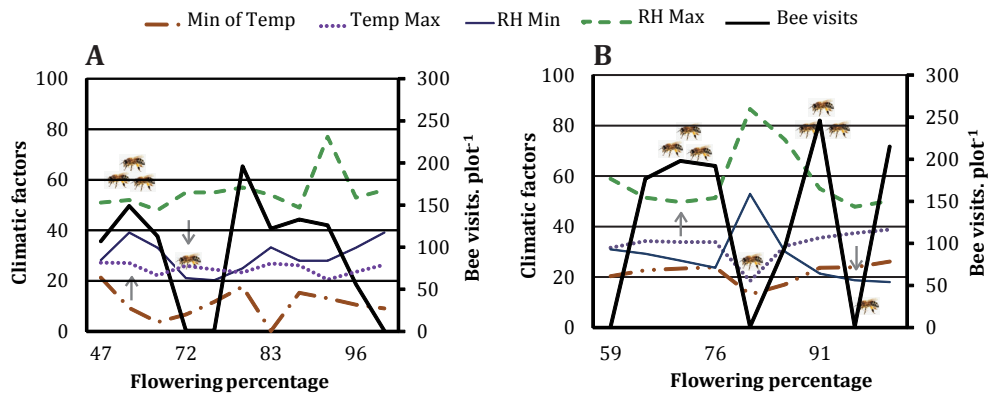 Min of Temp Temp Max RH Min RH Max Bee visits
A
Climatic factors
100
80
60
40
20
0
300
250
200
150
100
50
0
Bee visits. plot⁻¹
47 72 83 96
Flowering percentage
B
Climatic factors
100
80
60
40
20
0
300
250
200
150
100
50
0
Bee visits. plot⁻¹
59 76 91
Flowering percentage